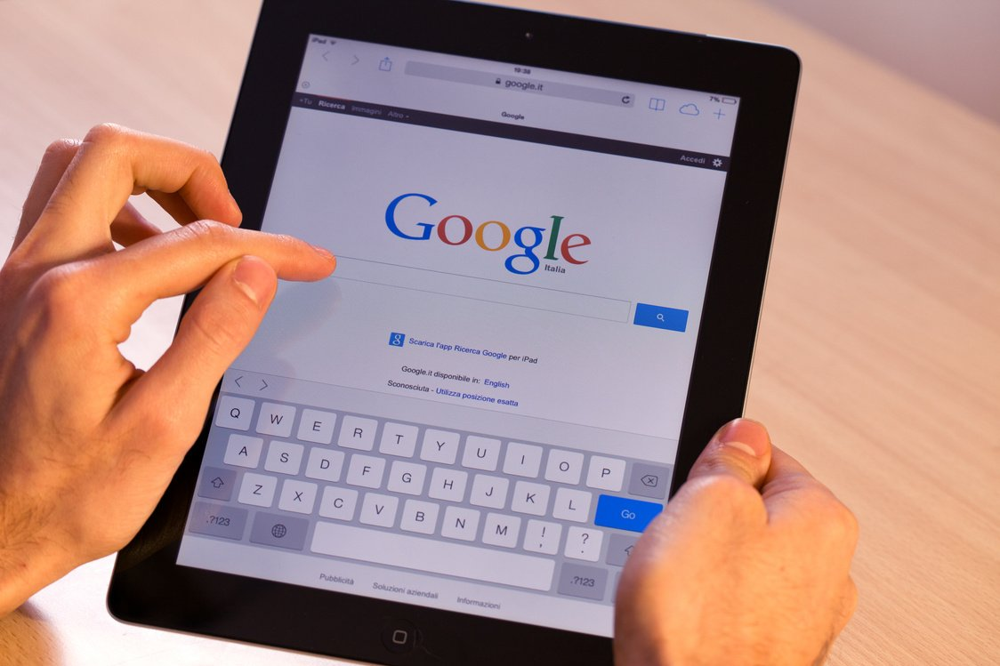 iPad
19:38
7%
google.it
Google
+Tu Ricerca Immagini Altro
Accedi
Google
Italia
g Scarica l'app Ricerca Google per iPad
Google.it disponibile in: English
Sconosciuta - Utilizza posizione esatta
Q W E R T Y U I O P
A S D F G H J K L Go
Z X C V B N M ! , ? .
.?123 .?123
Pubblicità Soluzioni aziendali Informazioni